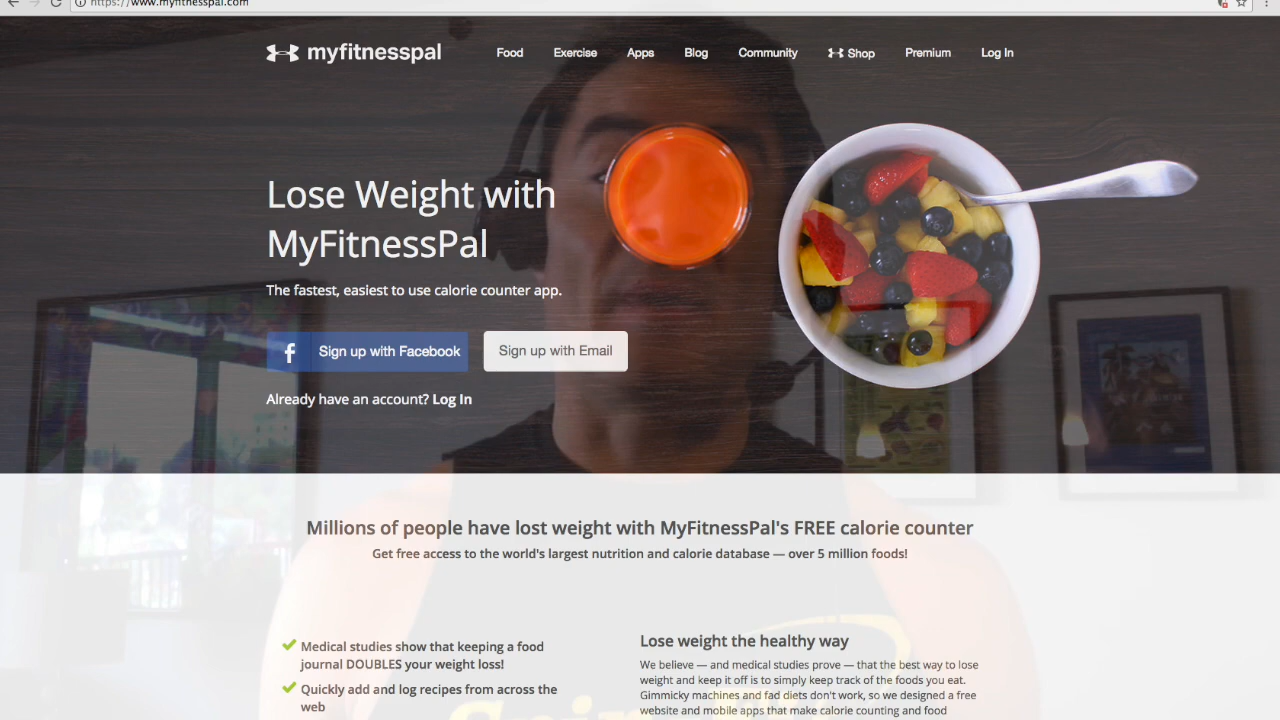 https://www.myfitnesspal.com
myfitnesspal
Food Exercise Apps Blog Community Shop Premium Log In
Lose Weight with
MyFitnessPal
The fastest, easiest to use calorie counter app.
f Sign up with Facebook Sign up with Email
Already have an account? Log In
Millions of people have lost weight with MyFitnessPal's FREE calorie counter
Get free access to the world's largest nutrition and calorie database — over 5 million foods!
Medical studies show that keeping a food
journal DOUBLES your weight loss!
Quickly add and log recipes from across the
web
Lose weight the healthy way
We believe — and medical studies prove — that the best way to lose
weight and keep it off is to simply keep track of the foods you eat.
Gimmicky machines and fad diets don't work, so we designed a free
website and mobile apps that make calorie counting and food